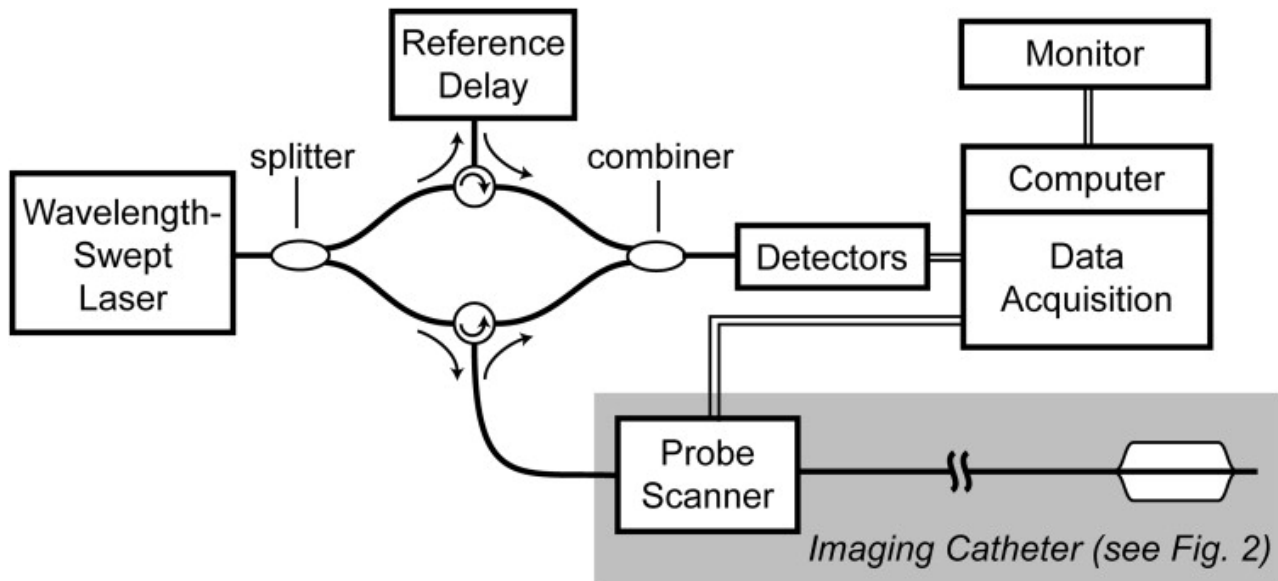 Reference
Delay
Monitor
splitter
combiner
Wavelength-
Swept
Laser
Computer
Detectors
Data
Acquisition
Probe
Scanner
Imaging Catheter (see Fig. 2)